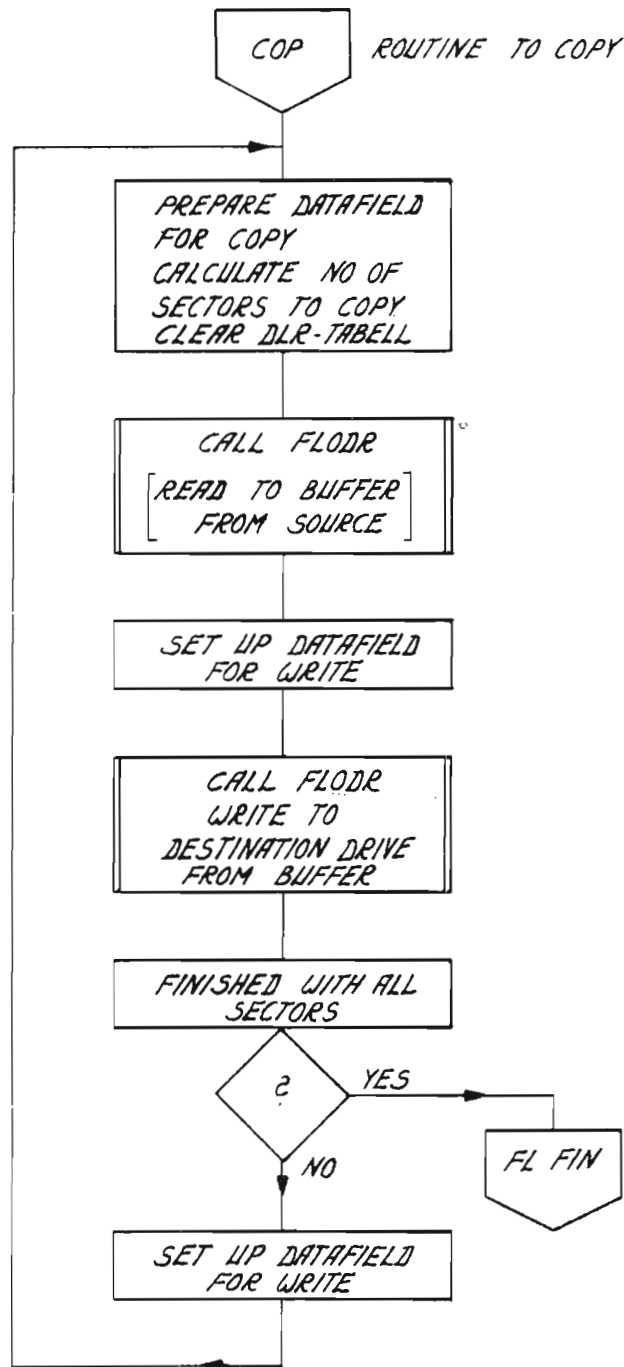 COP
ROUTINE TO COPY
PREPARE DATAFIELD
FOR COPY
CALCULATE NO OF
SECTORS TO COPY
CLEAR DLR-TABELL
CALL FLODR
[READ TO BUFFER
FROM SOURCE]
SET UP DATAFIELD
FOR WRITE
CALL FLODR
WRITE TO
DESTINATION DRIVE
FROM BUFFER
FINISHED WITH ALL
SECTORS
?
YES
FL FIN
NO
SET UP DATAFIELD
FOR WRITE